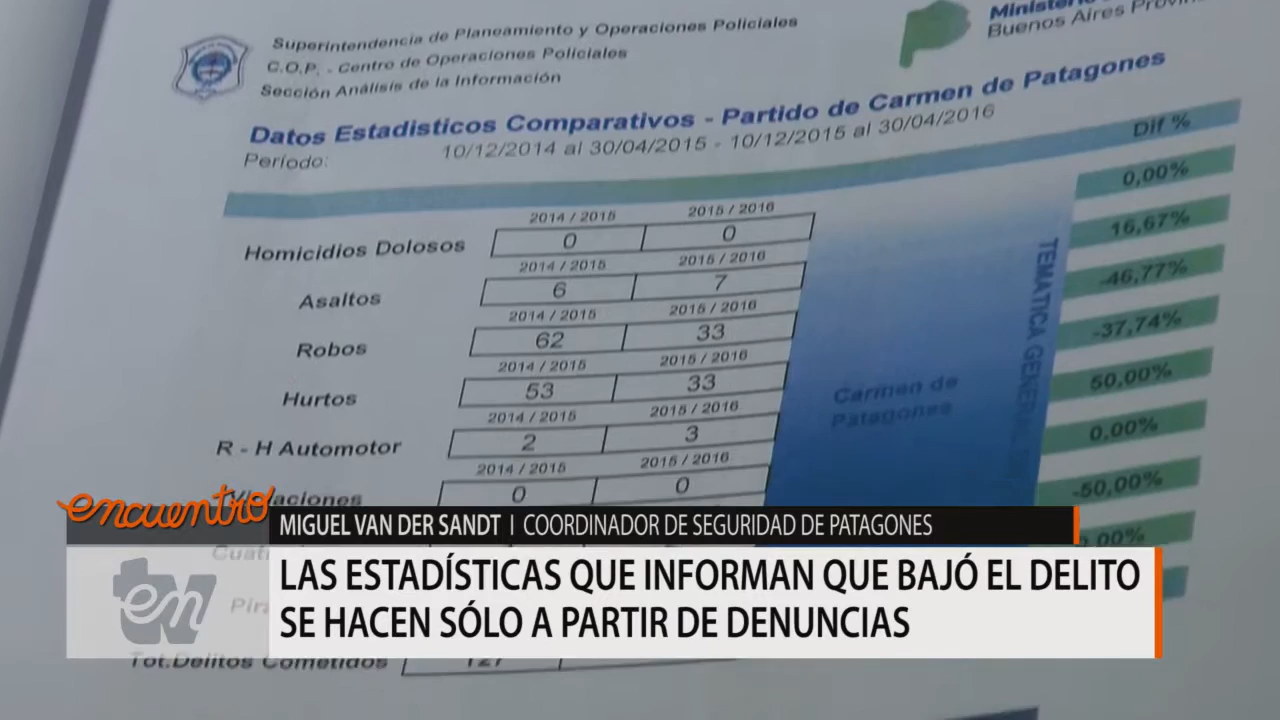 Superintendencia de Planeamiento y Operaciones Policiales
C.O.P. - Centro de Operaciones Policiales
Sección Análisis de la Información
Buenos Aires
Datos Estadisticos Comparativos - Partido de Carmen de Patagones
Período: 10/12/2014 al 30/04/2015 - 10/12/2015 al 30/04/2016
Dif %
2014 / 2015 2015 / 2016
Homicidios Dolosos 0 0 0,00%
2014 / 2015 2015 / 2016
Asaltos 6 7 16,67%
2014 / 2015 2015 / 2016
Robos 62 33 -46,77%
2014 / 2015 2015 / 2016
Hurtos 53 33 -37,74%
2014 / 2015 2015 / 2016
R - H Automotor 2 3 50,00%
2014 / 2015 2015 / 2016
0 0 0,00%
-50,00%
TEMATICA GENERAL
Carmen de
Patagones
encuentro
MIGUEL VAN DER SANDT | COORDINADOR DE SEGURIDAD DE PATAGONES
tv en
LAS ESTADÍSTICAS QUE INFORMAN QUE BAJÓ EL DELITO
SE HACEN SÓLO A PARTIR DE DENUNCIAS
Tot.Delitos Cometidos 127